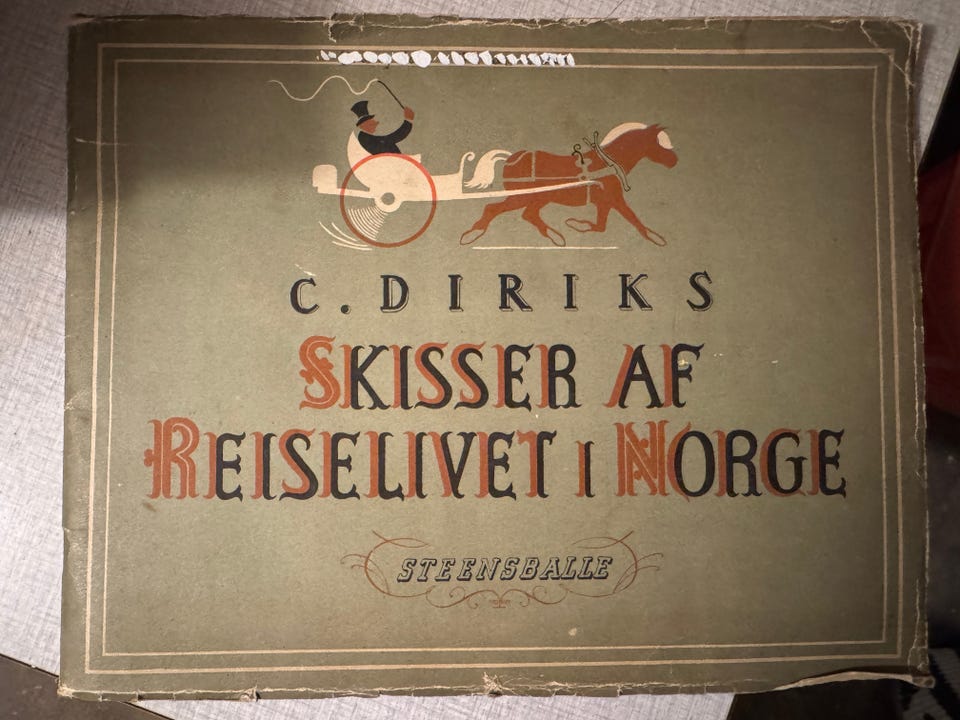 C. DIRIKS
SKISSER AF
REISELIVET I NORGE
STEENSBALLE